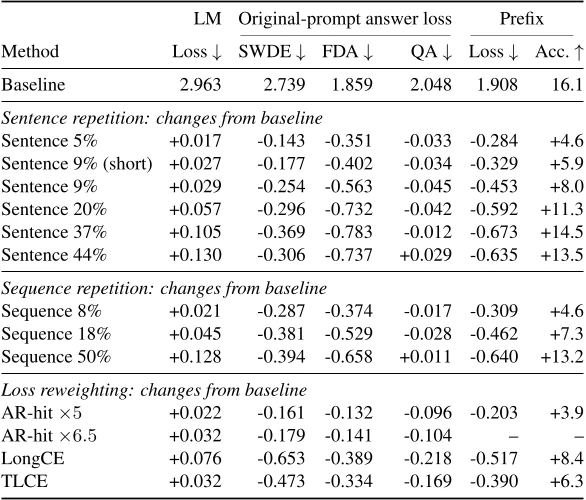 LM Original-prompt answer loss Prefix
Method Loss ↓ SWDE ↓ FDA ↓ QA ↓ Loss ↓ Acc. ↑
Baseline 2.963 2.739 1.859 2.048 1.908 16.1
Sentence repetition: changes from baseline
Sentence 5% +0.017 -0.143 -0.351 -0.033 -0.284 +4.6
Sentence 9% (short) +0.027 -0.177 -0.402 -0.034 -0.329 +5.9
Sentence 9% +0.029 -0.254 -0.563 -0.045 -0.453 +8.0
Sentence 20% +0.057 -0.296 -0.732 -0.042 -0.592 +11.3
Sentence 37% +0.105 -0.369 -0.783 -0.012 -0.673 +14.5
Sentence 44% +0.130 -0.306 -0.737 +0.029 -0.635 +13.5
Sequence repetition: changes from baseline
Sequence 8% +0.021 -0.287 -0.374 -0.017 -0.309 +4.6
Sequence 18% +0.045 -0.381 -0.529 -0.028 -0.462 +7.3
Sequence 50% +0.128 -0.394 -0.658 +0.011 -0.640 +13.2
Loss reweighting: changes from baseline
AR-hit ×5 +0.022 -0.161 -0.132 -0.096 -0.203 +3.9
AR-hit ×6.5 +0.032 -0.179 -0.141 -0.104 – –
LongCE +0.076 -0.653 -0.389 -0.218 -0.517 +8.4
TLCE +0.032 -0.473 -0.334 -0.169 -0.390 +6.3